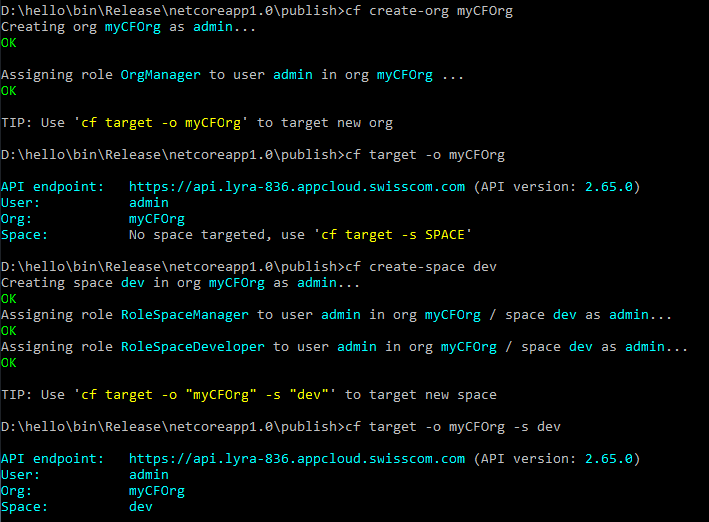 D:\hello\bin\Release\netcoreapp1.0\publish>cf create-org myCFOrg
Creating org myCFOrg as admin...
OK
Assigning role OrgManager to user admin in org myCFOrg ...
OK
TIP: Use 'cf target -o myCFOrg' to target new org
D:\hello\bin\Release\netcoreapp1.0\publish>cf target -o myCFOrg
API endpoint:   https://api.lyra-836.appcloud.swisscom.com (API version: 2.65.0)
User:           admin
Org:            myCFOrg
Space:          No space targeted, use 'cf target -s SPACE'
D:\hello\bin\Release\netcoreapp1.0\publish>cf create-space dev
Creating space dev in org myCFOrg as admin...
OK
Assigning role RoleSpaceManager to user admin in org myCFOrg / space dev as admin...
OK
Assigning role RoleSpaceDeveloper to user admin in org myCFOrg / space dev as admin...
OK
TIP: Use 'cf target -o "myCFOrg" -s "dev"' to target new space
D:\hello\bin\Release\netcoreapp1.0\publish>cf target -o myCFOrg -s dev
API endpoint:   https://api.lyra-836.appcloud.swisscom.com (API version: 2.65.0)
User:           admin
Org:            myCFOrg
Space:          dev